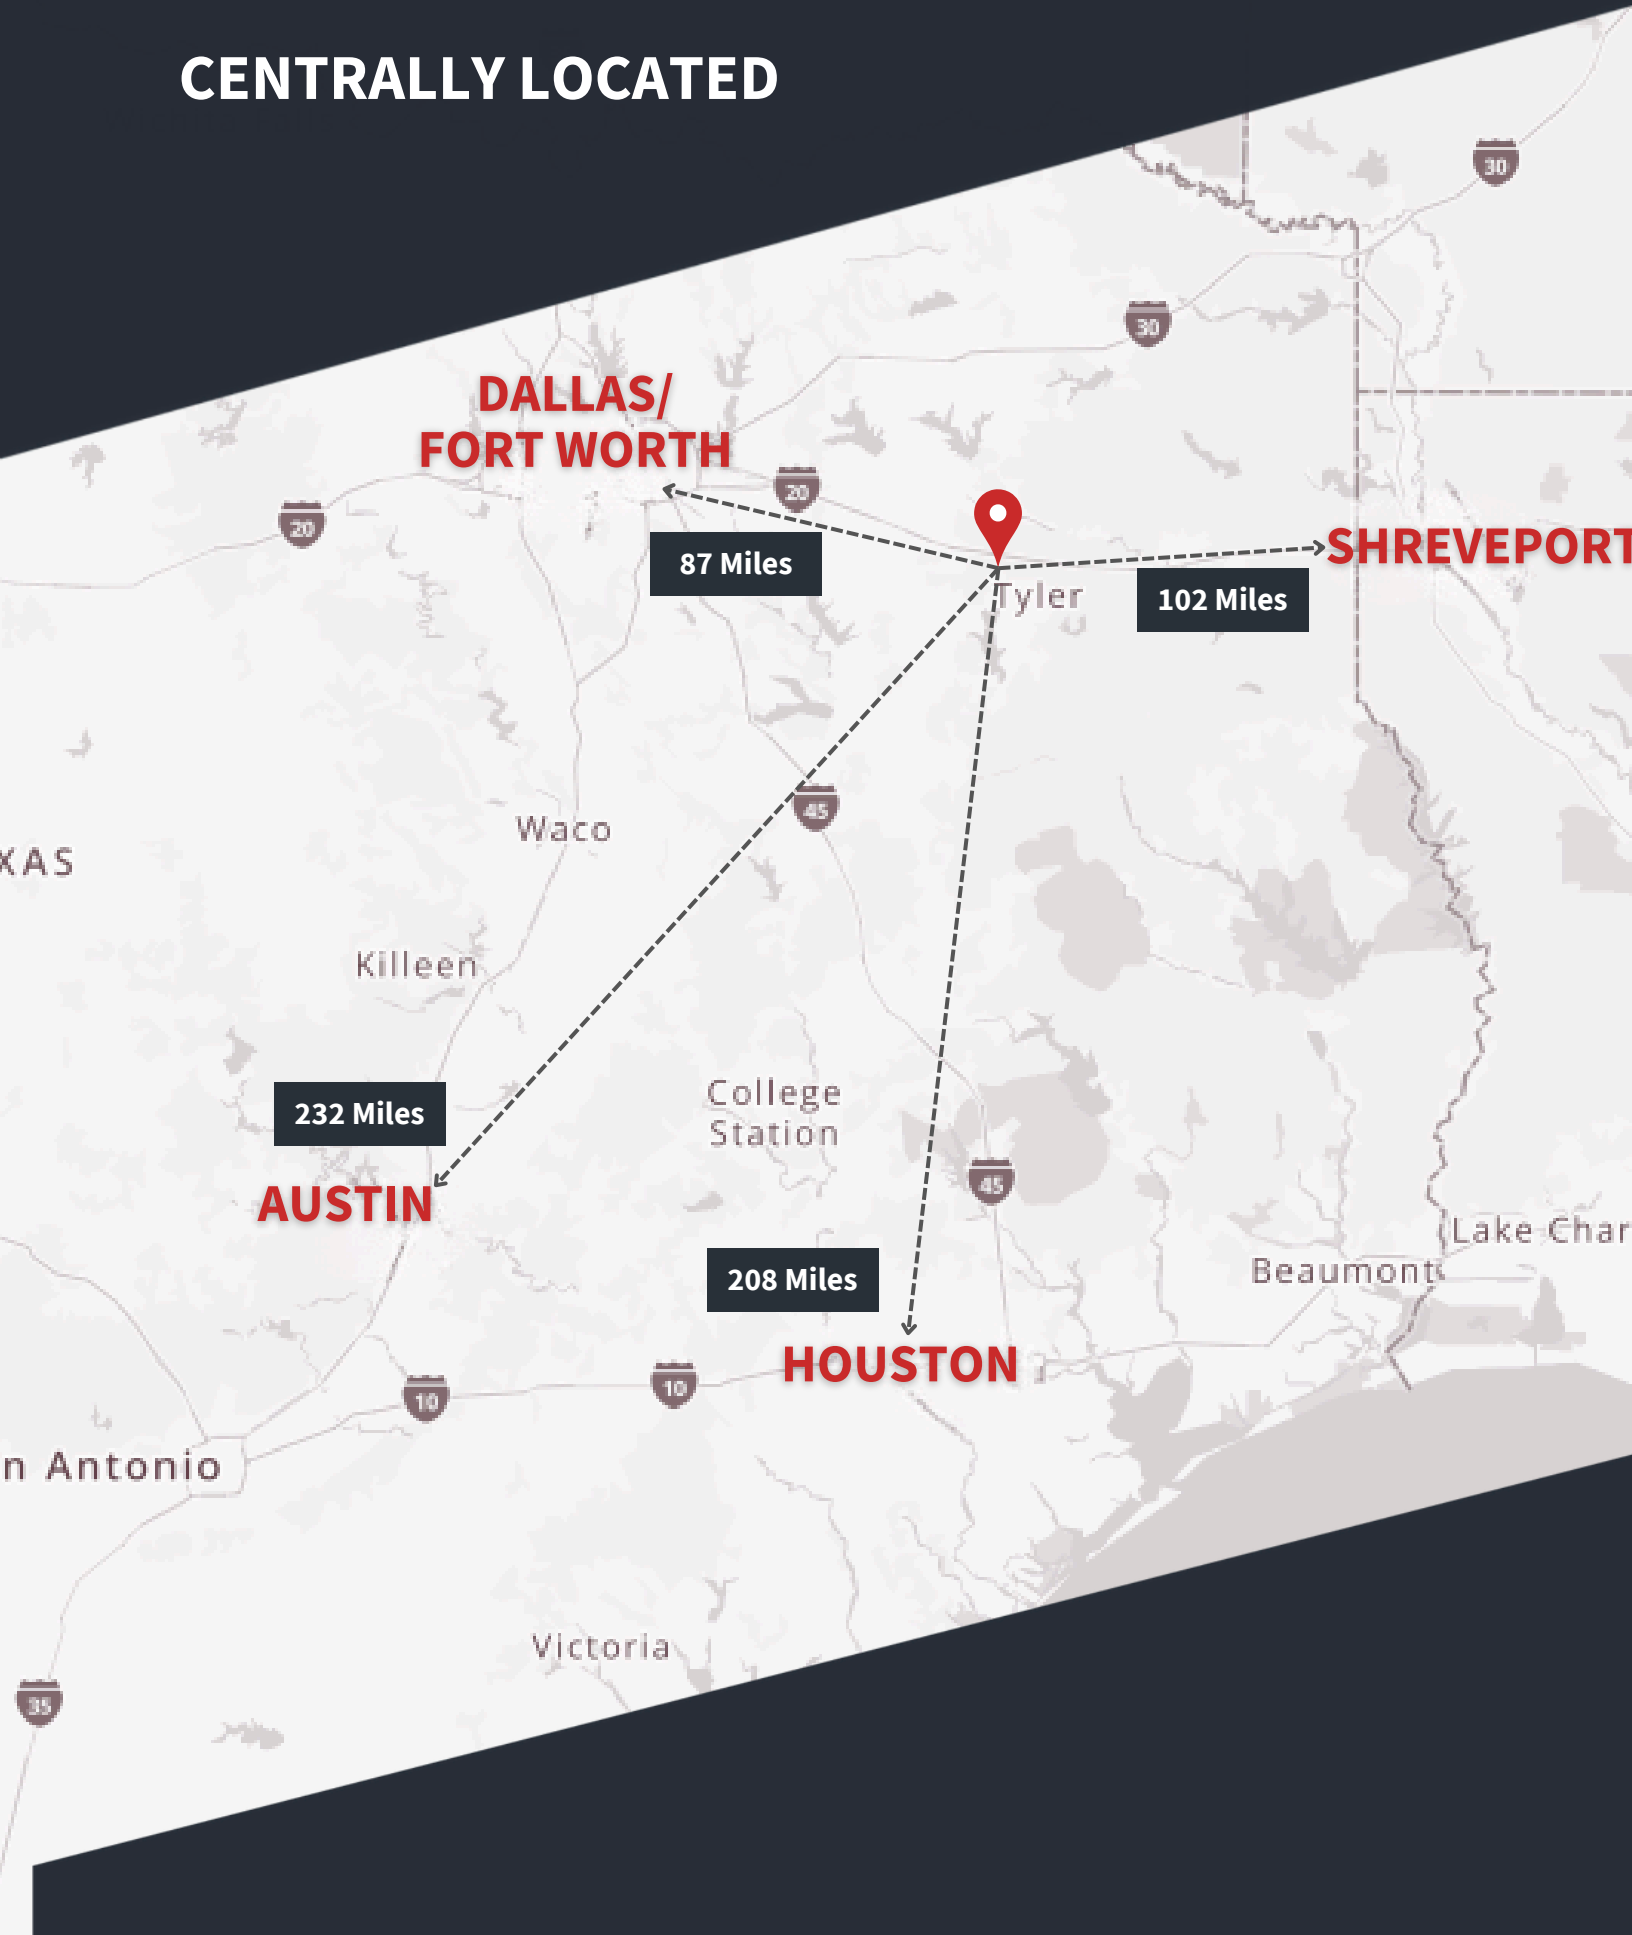 CENTRALLY LOCATED
30
30
DALLAS/
FORT WORTH
20
20
SHREVEPORT
87 Miles
Tyler
102 Miles
45
Waco
XAS
Killeen
College
Station
232 Miles
45
AUSTIN
Lake Char
Beaumont
208 Miles
HOUSTON
10
10
n Antonio
Victoria
35